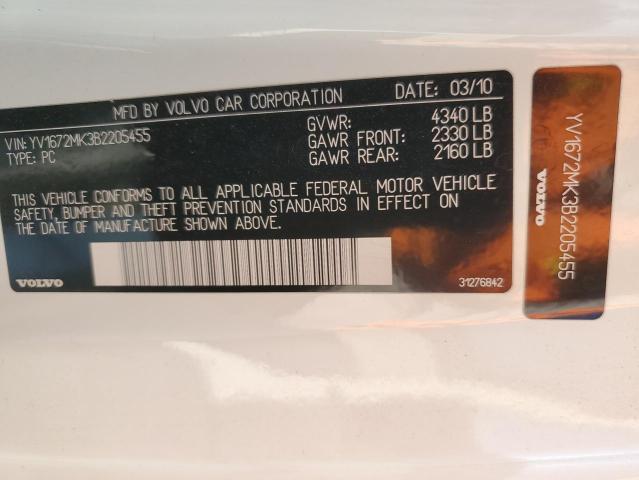 MFD BY VOLVO CAR CORPORATION DATE: 03/10
VIN: YV1672MK3B2205455
TYPE: PC
GVWR: 4340 LB
GAWR FRONT: 2330 LB
GAWR REAR: 2160 LB
THIS VEHICLE CONFORMS TO ALL APPLICABLE FEDERAL MOTOR VEHICLE
SAFETY, BUMPER AND THEFT PREVENTION STANDARDS IN EFFECT ON
THE DATE OF MANUFACTURE SHOWN ABOVE.
VOLVO
31276842
VOLVO
YV1672MK3B2205455